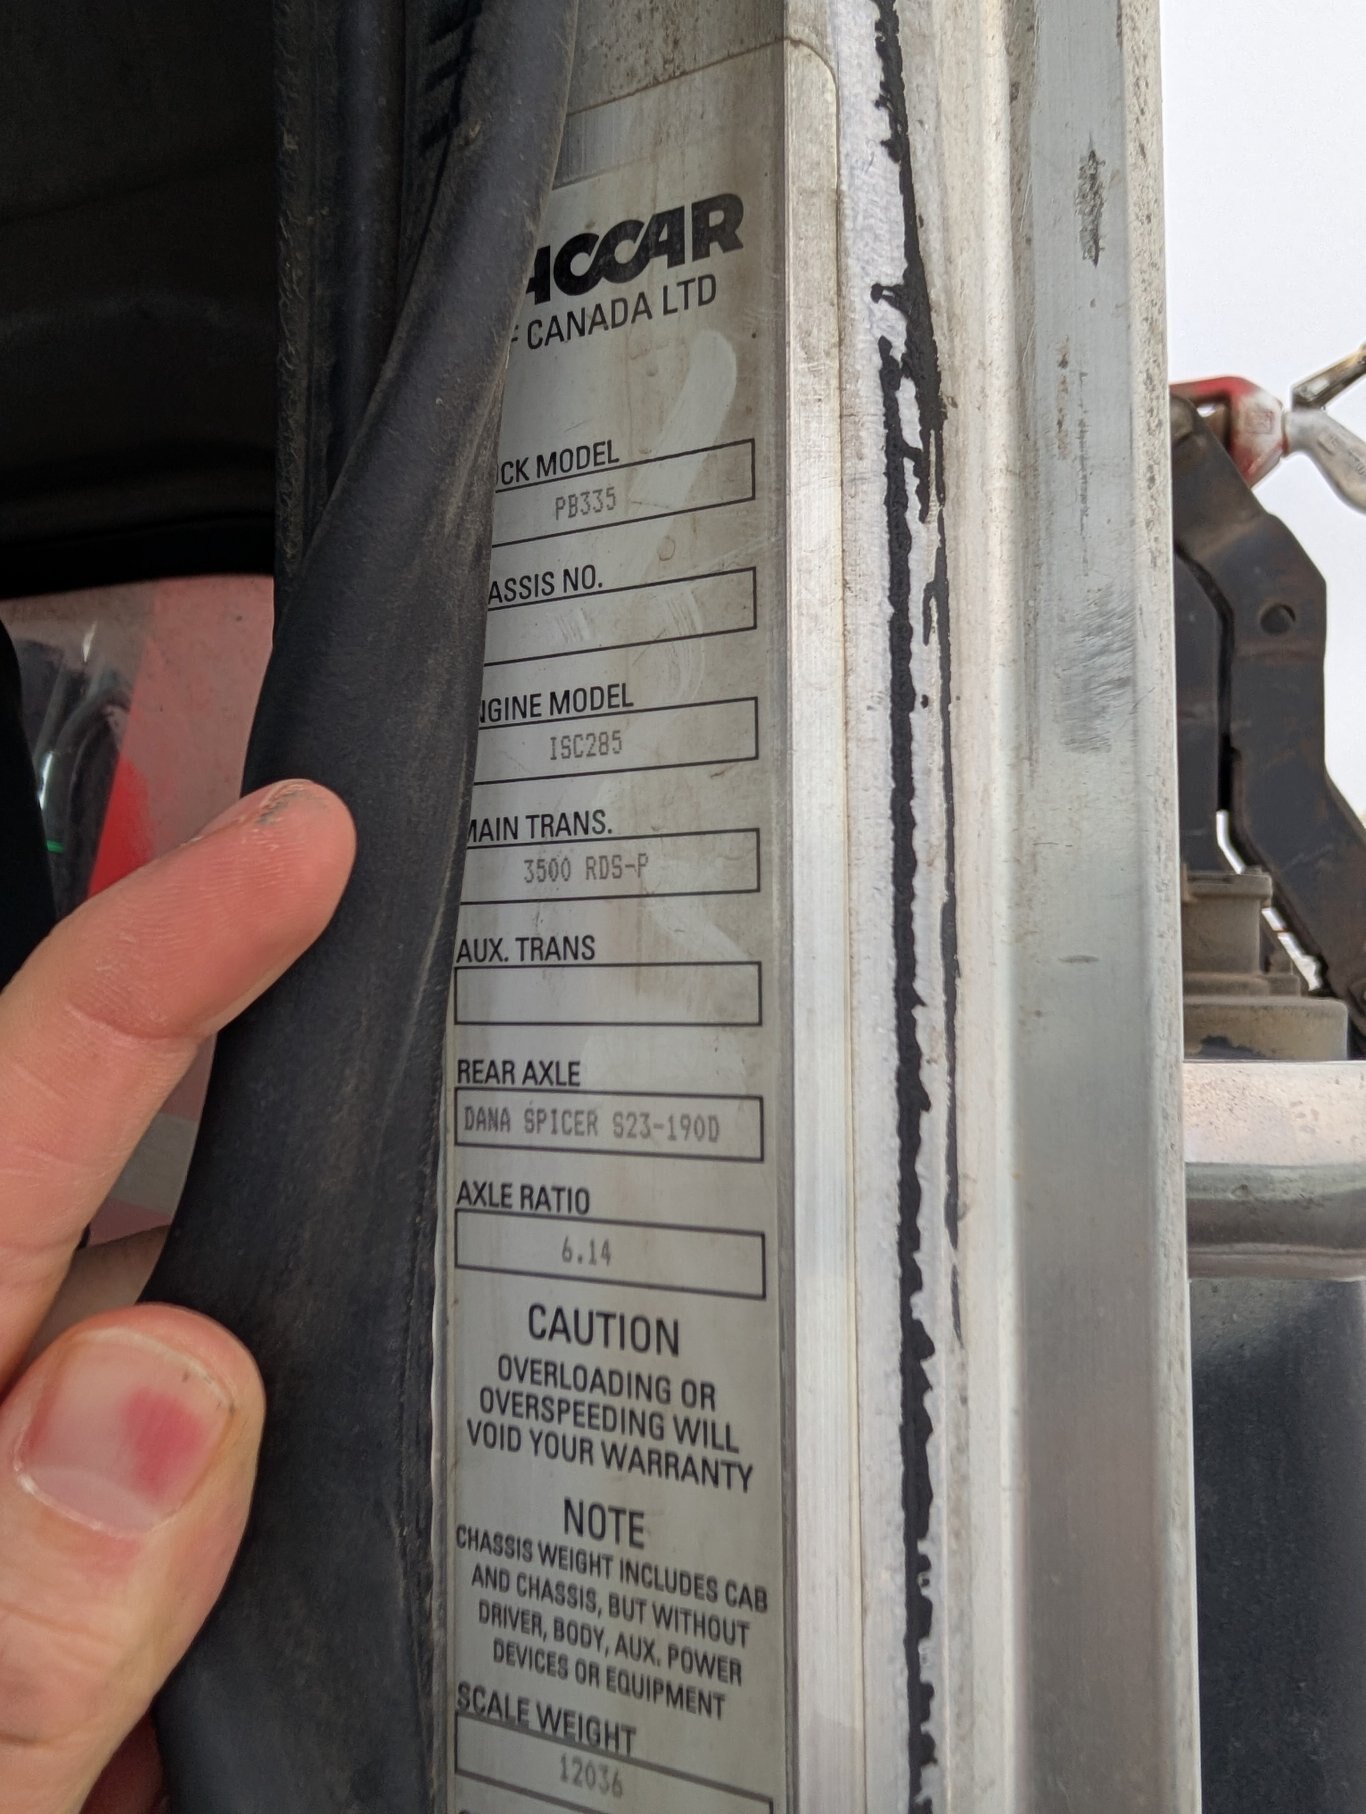 ACCAR
F CANADA LTD
CK MODEL
PB335
ASSIS NO.
NGINE MODEL
ISC285
MAIN TRANS.
3500 RDS-P
AUX. TRANS
REAR AXLE
DANA SPICER S23-190D
AXLE RATIO
6.14
CAUTION
OVERLOADING OR
OVERSPEEDING WILL
VOID YOUR WARRANTY
NOTE
CHASSIS WEIGHT INCLUDES CAB
AND CHASSIS, BUT WITHOUT
DRIVER, BODY, AUX. POWER
DEVICES OR EQUIPMENT
SCALE WEIGHT
12036